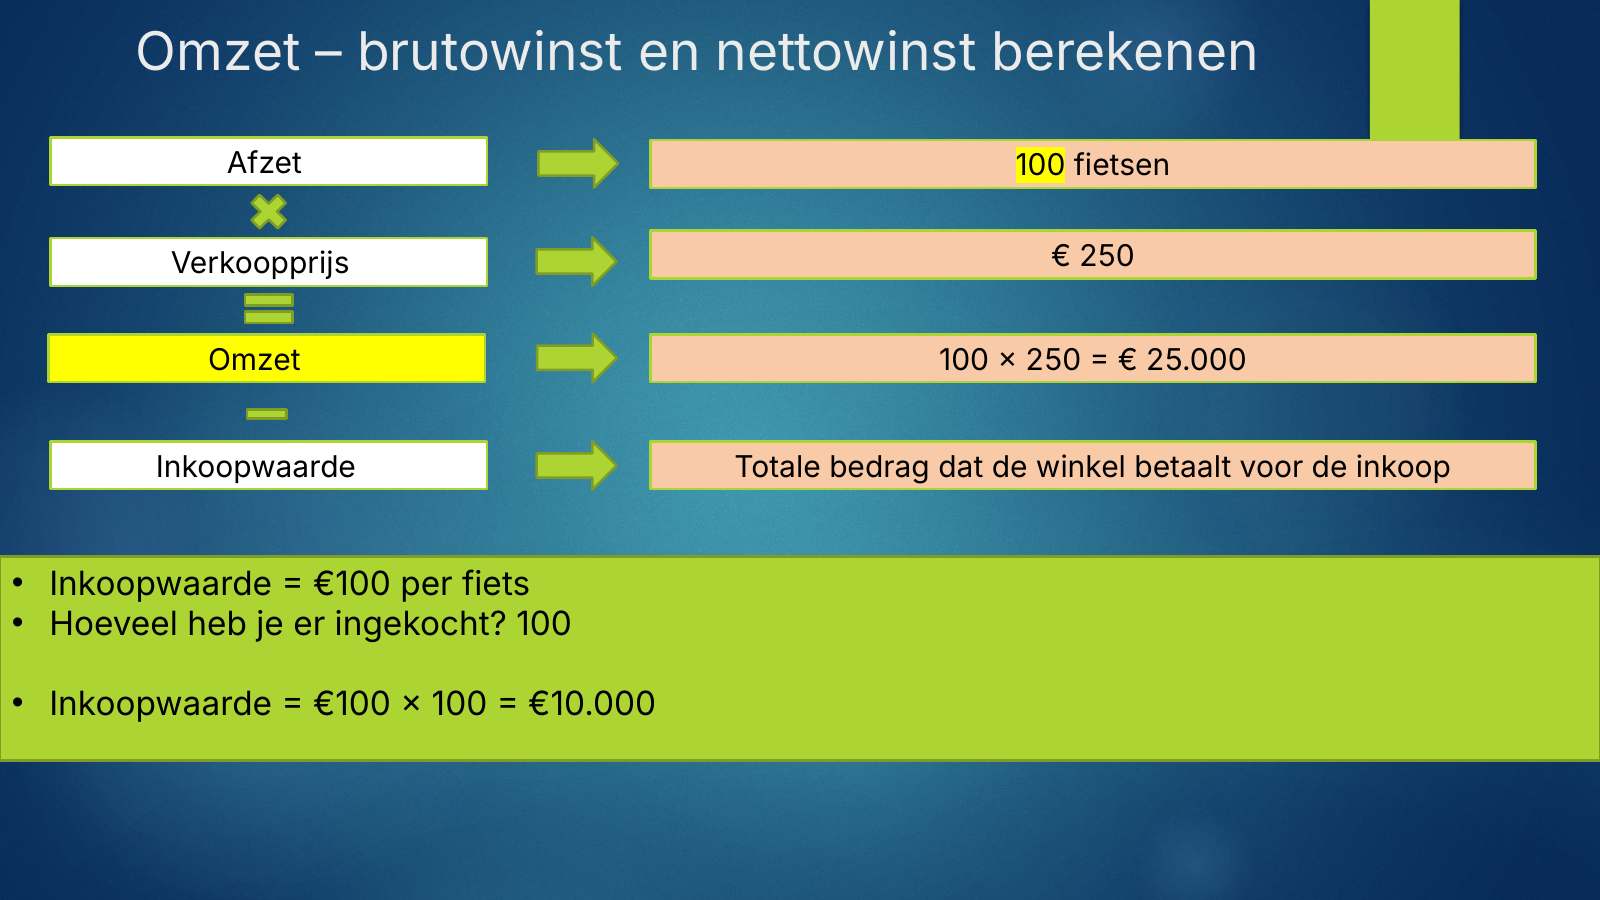 Omzet – brutowinst en nettowinst berekenen
Afzet
100 fietsen
Verkoopprijs
€ 250
Omzet
100 × 250 = € 25.000
Inkoopwaarde
Totale bedrag dat de winkel betaalt voor de inkoop
• Inkoopwaarde = €100 per fiets
• Hoeveel heb je er ingekocht? 100
• Inkoopwaarde = €100 × 100 = €10.000